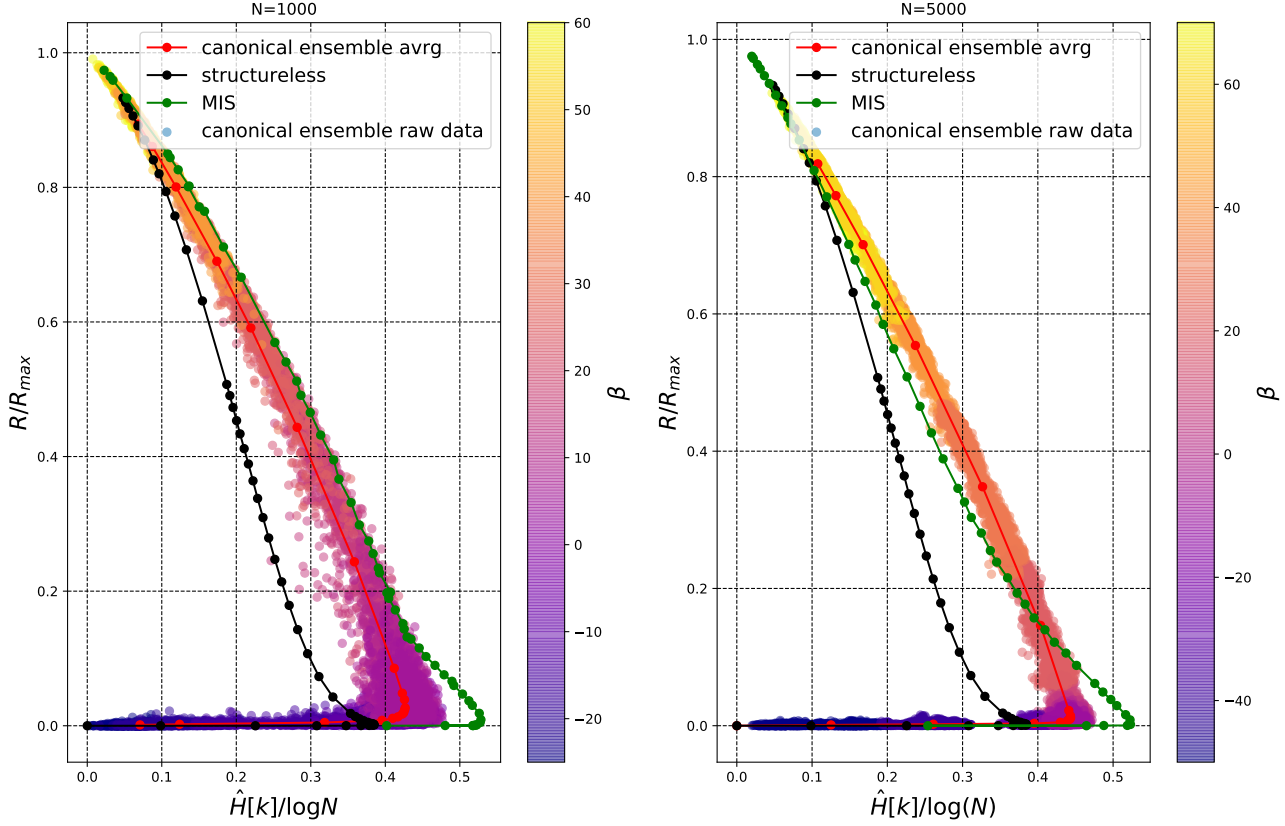 N=1000
canonical ensemble avrg
structureless
MIS
canonical ensemble raw data
1.0
0.8
0.6
0.4
0.2
0.0
R/R_{max}
0.0 0.1 0.2 0.3 0.4 0.5
Ĥ[k]/logN
60
50
40
30
20
10
0
−10
−20
β
N=5000
canonical ensemble avrg
structureless
MIS
canonical ensemble raw data
1.0
0.8
0.6
0.4
0.2
0.0
R/R_{max}
0.0 0.1 0.2 0.3 0.4 0.5
Ĥ[k]/log(N)
60
40
20
0
−20
−40
β